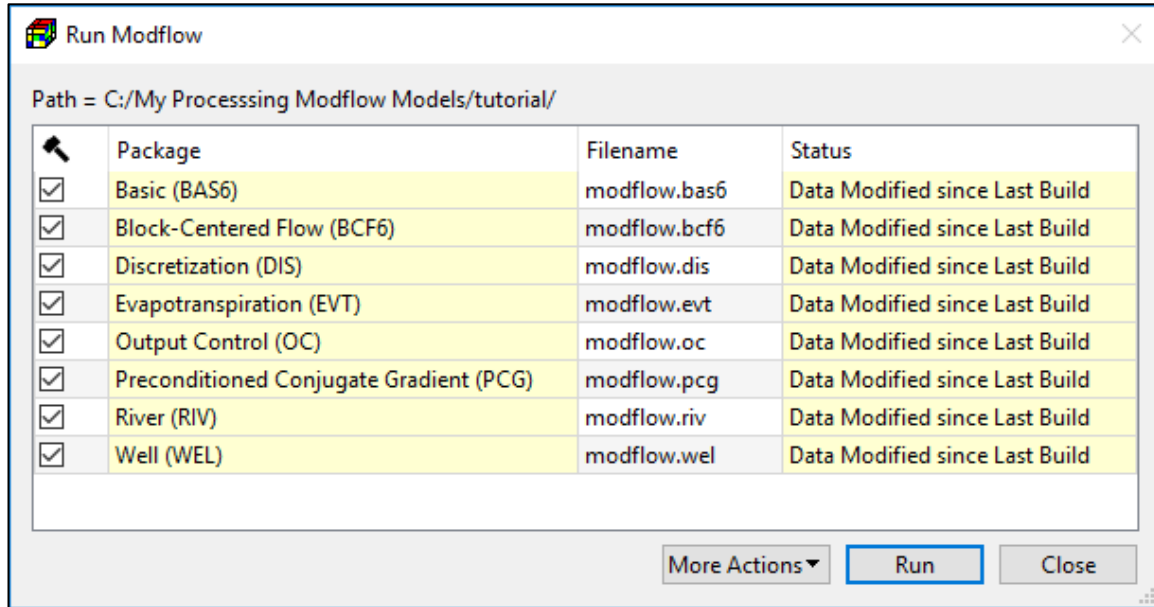 Run Modflow
Path = C:/My Processsing Modflow Models/tutorial/
Package Filename Status
Basic (BAS6) modflow.bas6 Data Modified since Last Build
Block-Centered Flow (BCF6) modflow.bcf6 Data Modified since Last Build
Discretization (DIS) modflow.dis Data Modified since Last Build
Evapotranspiration (EVT) modflow.evt Data Modified since Last Build
Output Control (OC) modflow.oc Data Modified since Last Build
Preconditioned Conjugate Gradient (PCG) modflow.pcg Data Modified since Last Build
River (RIV) modflow.riv Data Modified since Last Build
Well (WEL) modflow.wel Data Modified since Last Build
More Actions Run Close